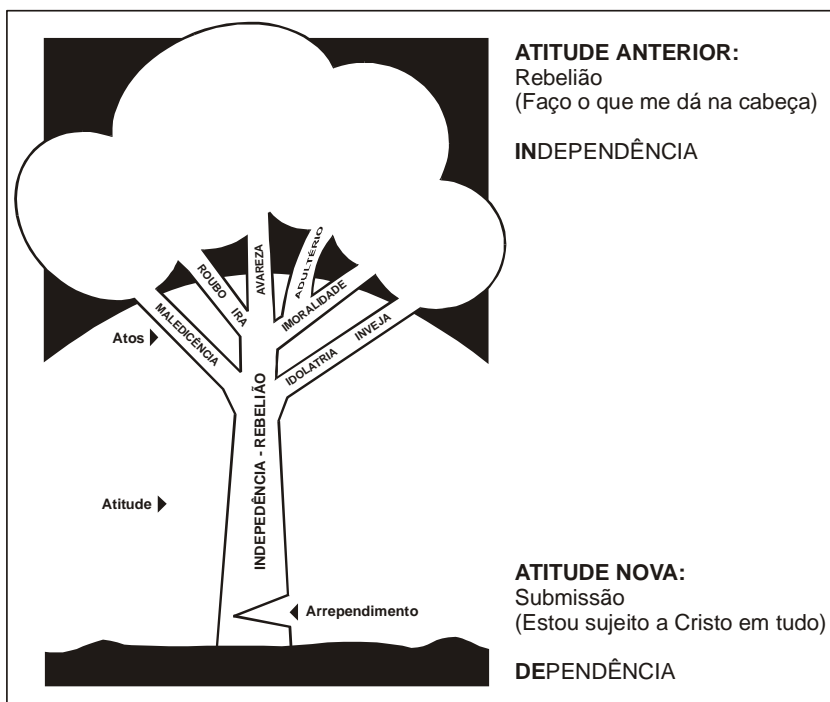 ATITUDE ANTERIOR:
Rebelião
(Faço o que me dá na cabeça)
INDEPENDÊNCIA
MALEDICÊNCIA
ROUBO IRA
AVAREZA
ADULTÉRIO
IMORALIDADE
IDOLATRIA INVEJA
Atos
INDEPEDÊNCIA - REBELIÃO
Atitude
Arrependimento
ATITUDE NOVA:
Submissão
(Estou sujeito a Cristo em tudo)
DEPENDÊNCIA